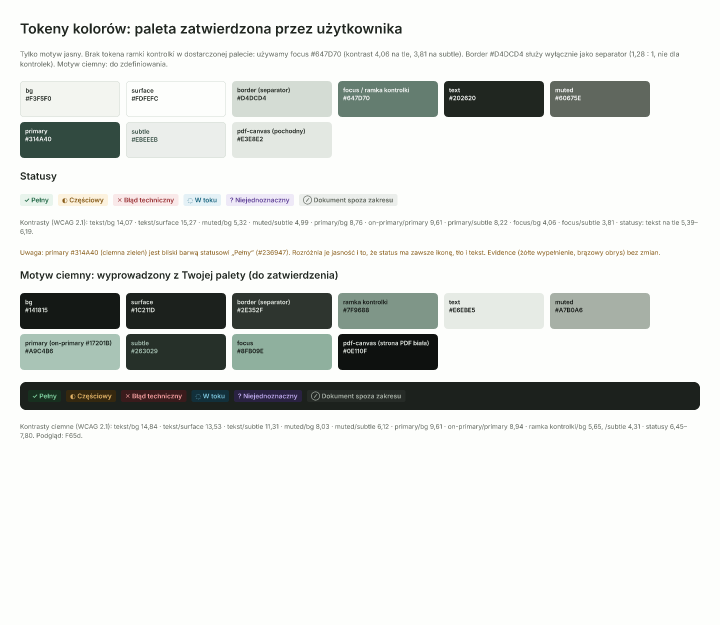 Tokeny kolorów: paleta zatwierdzona przez użytkownika
Tylko motyw jasny. Brak tokena ramki kontrolki w dostarczonej palecie: używamy focus #647D70 (kontrast 4,06 na tle, 3,81 na subtle). Border #D4DCD4 służy wyłącznie jako separator (1,28 : 1, nie dla
kontrolek). Motyw ciemny: do zdefiniowania.
bg
#F3F5F0
surface
#FDFEFC
border (separator)
#D4DCD4
focus / ramka kontrolki
#647D70
text
#202620
muted
#60675E
primary
#314A40
subtle
#EBEEEB
pdf-canvas (pochodny)
#E3E8E2
Statusy
✓ Pełny
◐ Częściowy
✕ Błąd techniczny
◌ W toku
? Niejednoznaczny
Dokument spoza zakresu
Kontrasty (WCAG 2.1): tekst/bg 14,07 · tekst/surface 15,27 · muted/bg 5,32 · muted/subtle 4,99 · primary/bg 8,76 · on-primary/primary 9,61 · primary/subtle 8,22 · focus/bg 4,06 · focus/subtle 3,81 · statusy: tekst na tle 5,39–
6,19.
Uwaga: primary #314A40 (ciemna zieleń) jest bliski barwą statusowi „Pełny” (#236947). Rozróżnia je jasność i to, że status ma zawsze ikonę, tło i tekst. Evidence (żółte wypełnienie, brązowy obrys) bez zmian.
Motyw ciemny: wyprowadzony z Twojej palety (do zatwierdzenia)
bg
#141815
surface
#1C211D
border (separator)
#2E352F
ramka kontrolki
#7F9688
text
#E6EBE5
muted
#A7B0A6
primary (on-primary #17201B)
#A9C4B6
subtle
#263029
focus
#8FB09E
pdf-canvas (strona PDF biała)
#0E110F
✓ Pełny
◐ Częściowy
✕ Błąd techniczny
◌ W toku
? Niejednoznaczny
Dokument spoza zakresu
Kontrasty ciemne (WCAG 2.1): tekst/bg 14,84 · tekst/surface 13,53 · tekst/subtle 11,31 · muted/bg 8,03 · muted/subtle 6,12 · primary/bg 9,61 · on-primary/primary 8,94 · ramka kontrolki/bg 5,65, /subtle 4,31 · statusy 6,45–
7,80. Podgląd: F65d.